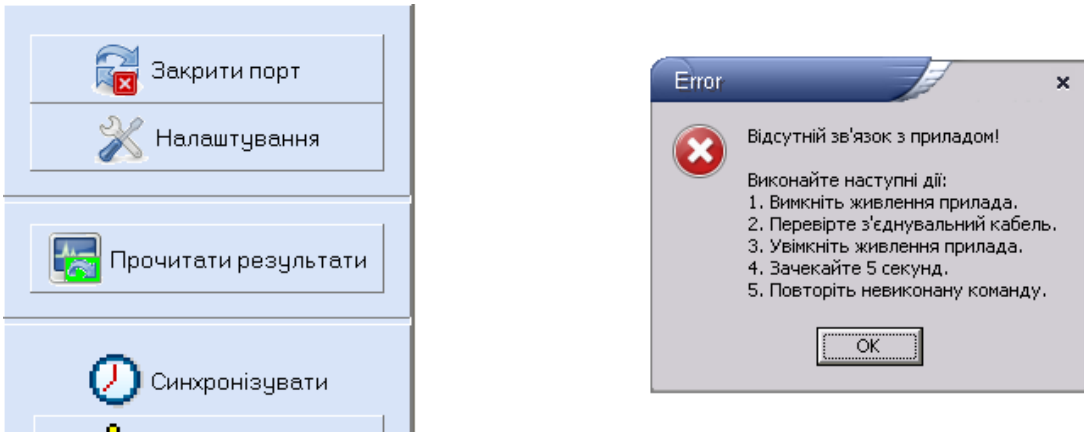 Закрити порт
Налаштування
Прочитати результати
Синхронізувати
Error
Відсутній зв'язок з приладом!
Виконайте наступні дії:
1. Вимкніть живлення прилада.
2. Перевірте з'єднувальний кабель.
3. Увімкніть живлення прилада.
4. Зачекайте 5 секунд.
5. Повторіть невиконану команду.
OK